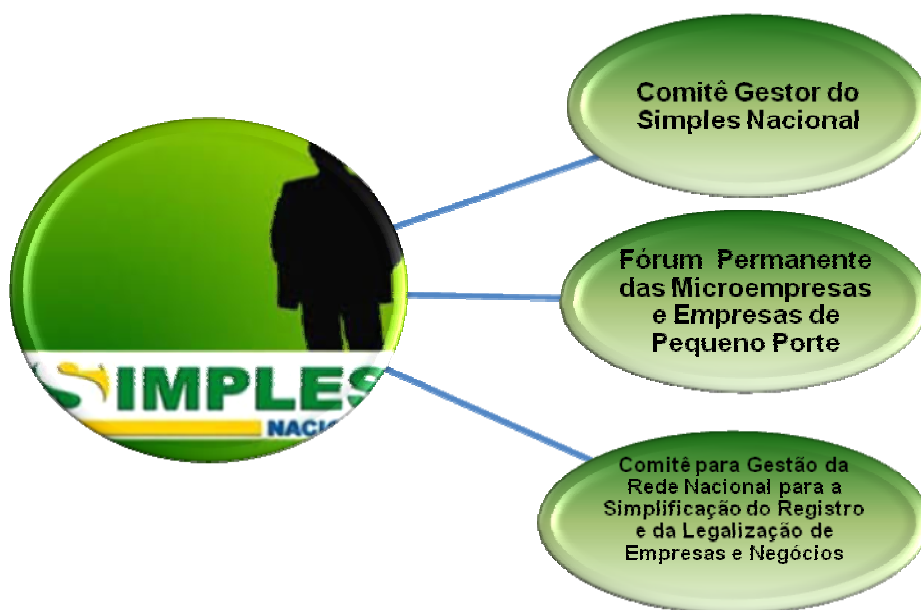 SIMPLES
NACIO
Comitê Gestor do
Simples Nacional
Fórum Permanente
das Microempresas
e Empresas de
Pequeno Porte
Comitê para Gestão da
Rede Nacional para a
Simplificação do Registro
e da Legalização de
Empresas e Negócios